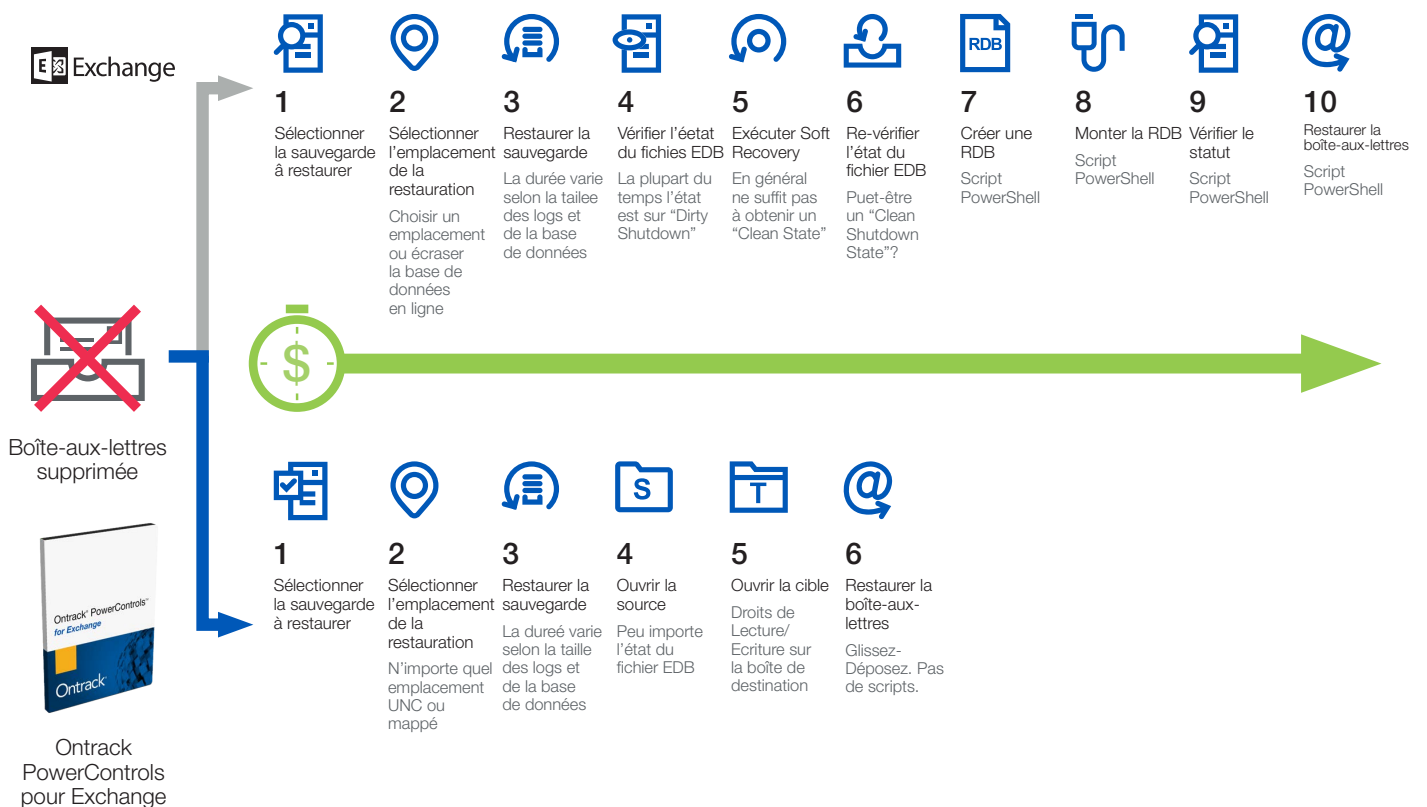 E Exchange
RDB
1
Sélectionner
la sauvegarde
â restaurer
2
Sélectionner
l'emplacement
de la
restauration
Choisir un
emplacement
ou écraser
la base de
données
en ligne
3
Restaurer la
sauvegarde
La durée varie
selon la tailee
des logs et
de la base
de données
4
Vérifier l'éetat
du fichies EDB
La plupart du
temps l'état
est sur "Dirty
Shutdown"
5
Exécuter Soft
Recovery
En général
ne suffit pas
à obtenir un
"Clean State"
6
Re-vérifier
l'état du
fichier EDB
Puet-être
un "Clean
Shutdown
State"?
7
Créer une
RDB
Script
PowerShell
8
Monter la RDB
Script
PowerShell
9
Vérifier le
statut
Script
PowerShell
10
Restaurer la
boîte-aux-lettres
Script
PowerShell
$
Boîte-aux-lettres
supprimée
S
T
1
Sélectionner
la sauvegarde
à restaurer
2
Sélectionner
l'emplacement
de la
restauration
N'importe quel
emplacement
UNC ou
mappé
3
Restaurer la
sauvegarde
La dureé varie
selon la taille
des logs et
de la base
de données
4
Ouvrir la
source
Peu importe
l'état du
fichier EDB
5
Ouvrir la cible
Droits de
Lecture/
Ecriture sur
la boîte de
destination
6
Restaurer la
boîte-aux-
lettres
Glissez-
Déposez. Pas
de scripts.
Ontrack® PowerControls™
for Exchange
Ontrack
Ontrack
PowerControls
pour Exchange